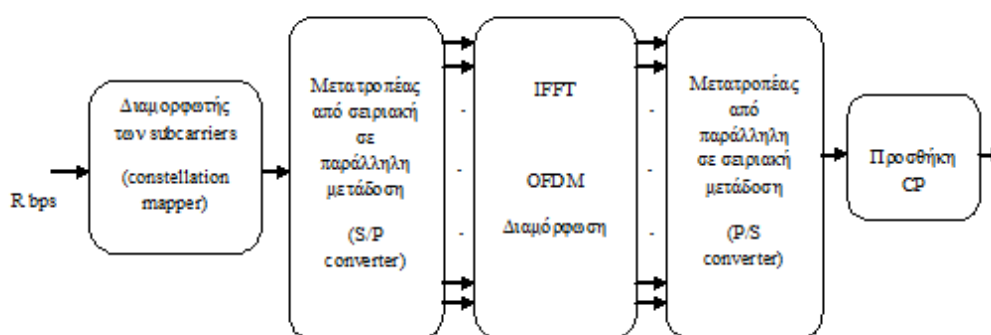 R bps
Διαμορφωτής
των subcarriers
(constellation
mapper)
Μετατροπέας
από σειριακή
σε
παράλληλη
μετάδοση
(S/P
converter)
IFFT
OFDM
Διαμόρφωση
Μετατροπέας
από
παράλληλη
σε σειριακή
μετάδοση
(P/S
converter)
Προσθήκη
CP